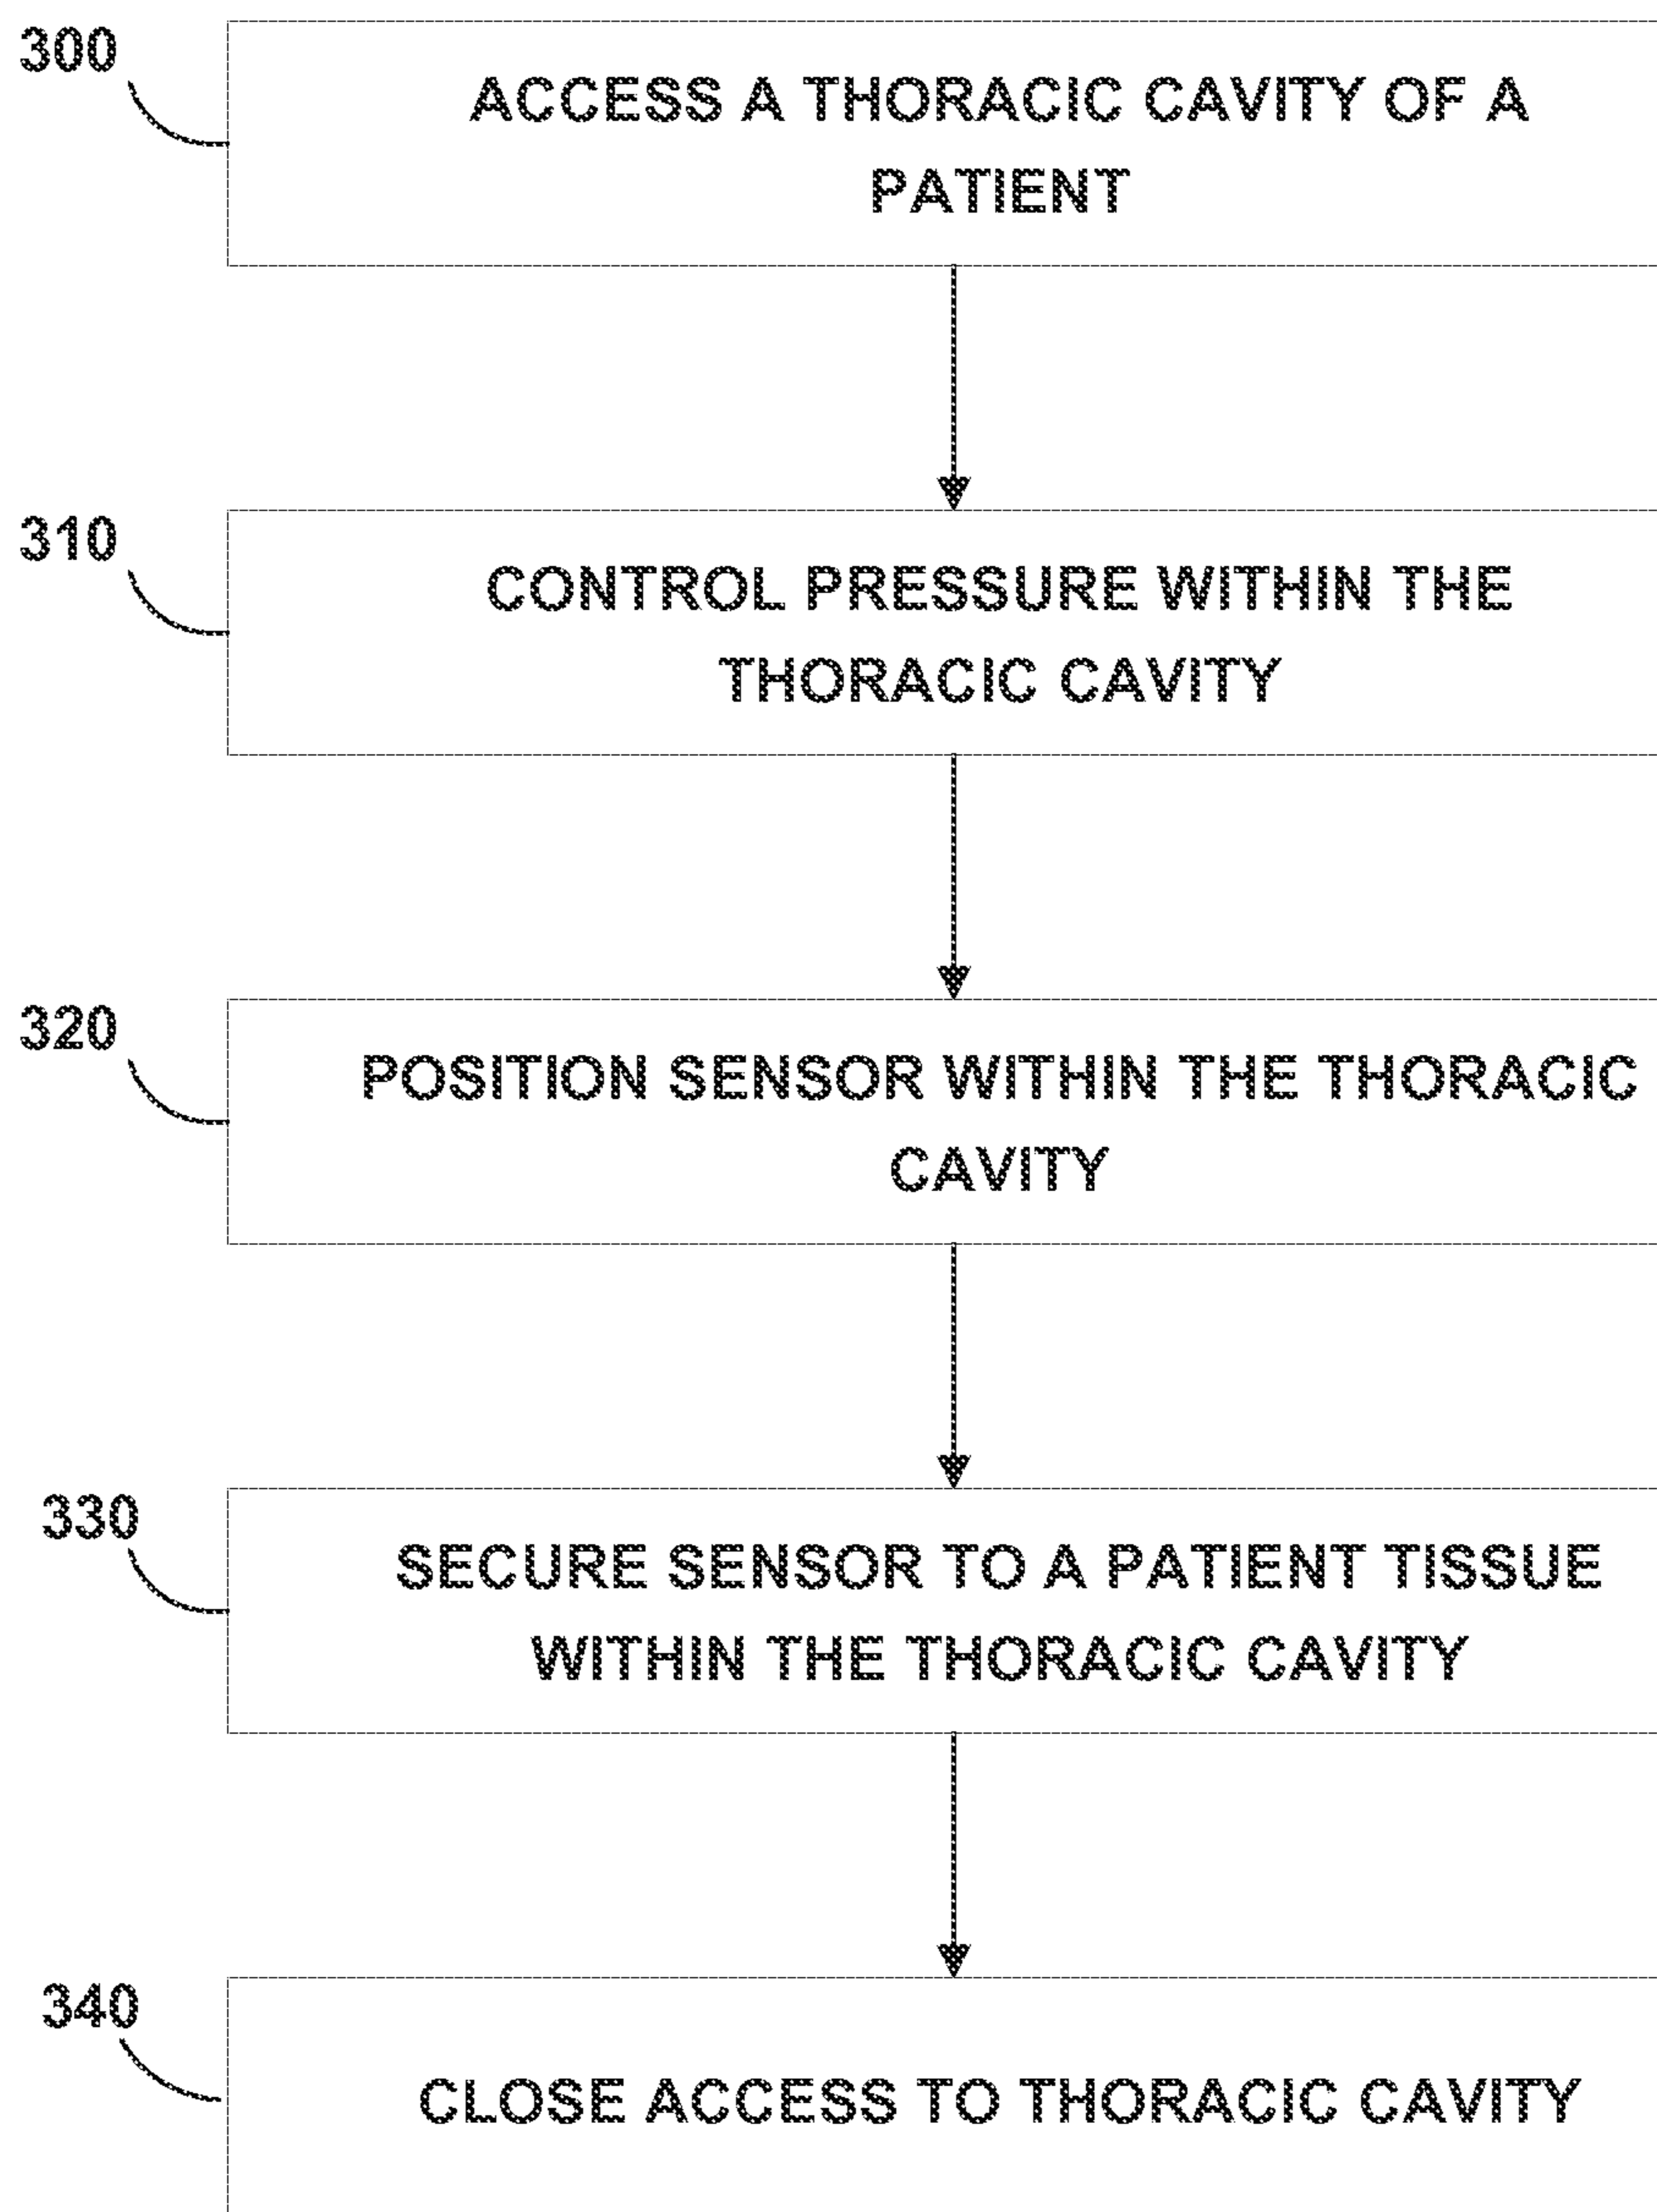 300
ACCESS A THORACIC CAVITY OF A
PATIENT
310
CONTROL PRESSURE WITHIN THE
THORACIC CAVITY
320
POSITION SENSOR WITHIN THE THORACIC
CAVITY
330
SECURE SENSOR TO A PATIENT TISSUE
WITHIN THE THORACIC CAVITY
340
CLOSE ACCESS TO THORACIC CAVITY